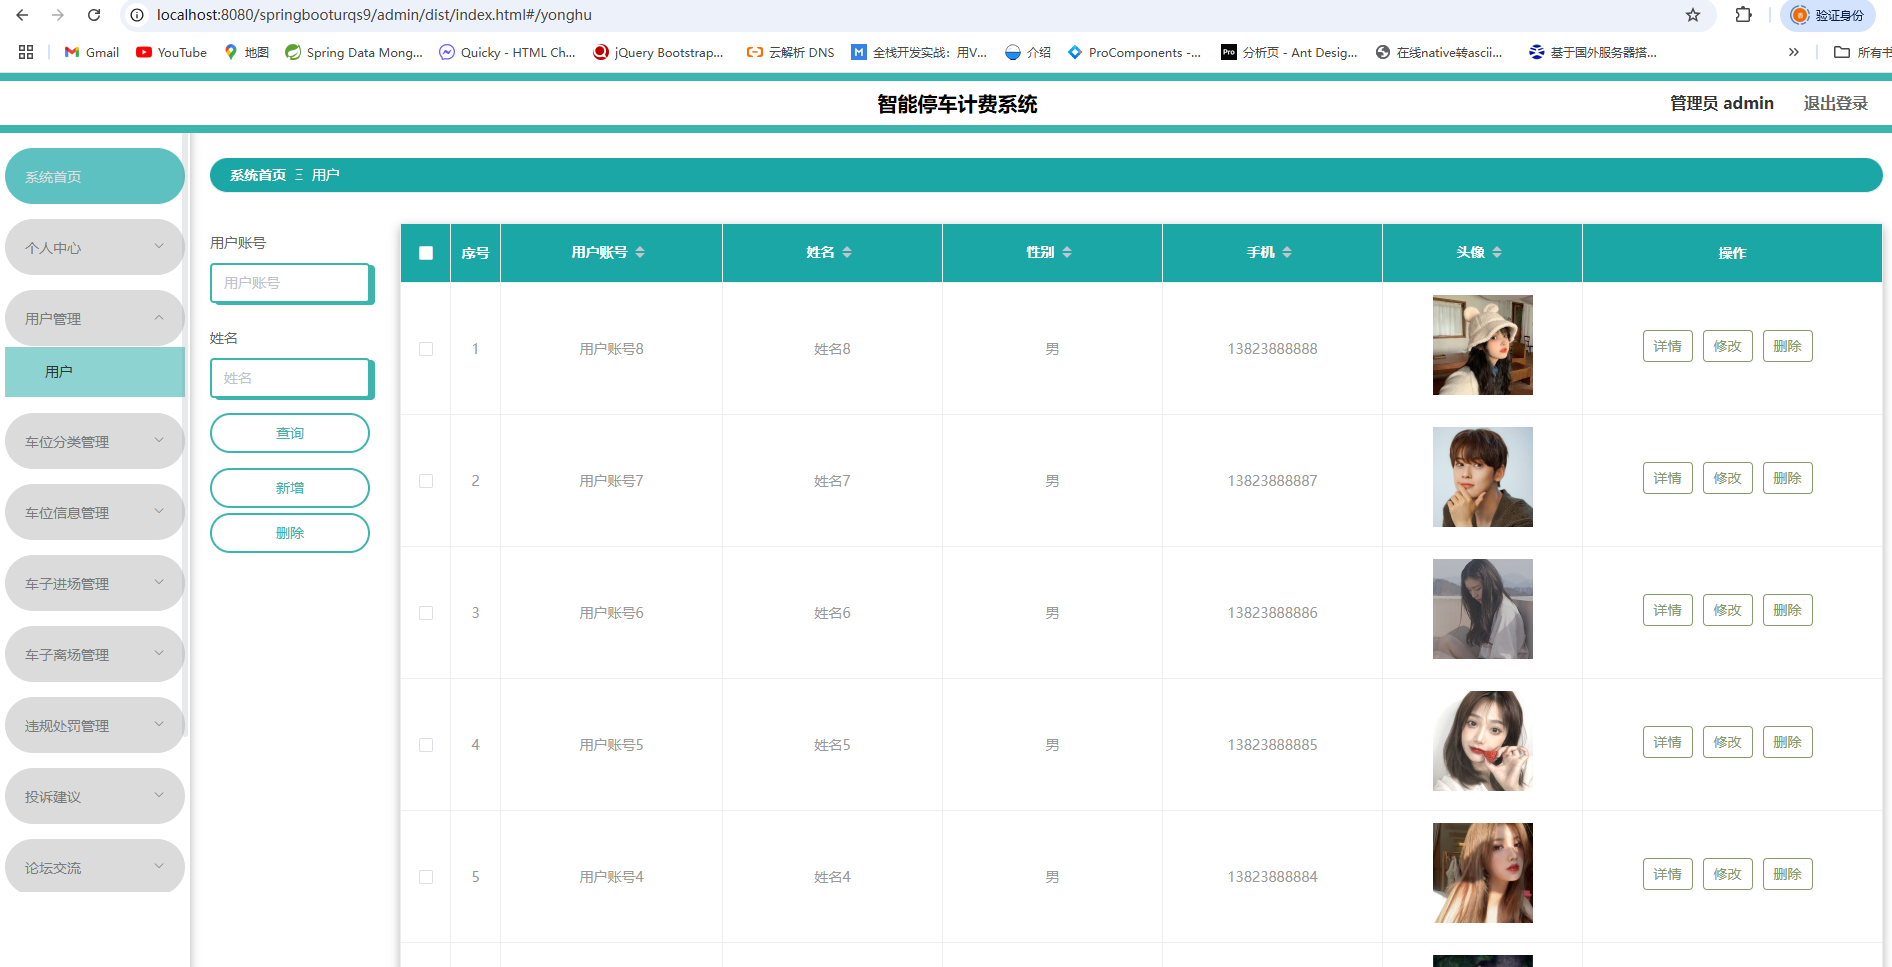 localhost:8080/springbooturqs9/admin/dist/index.html#/yonghu
验证身份
Gmail
YouTube
地图
Spring Data Mong...
Quicky - HTML Ch...
jQuery Bootstrap...
云解析 DNS
全栈开发实战：用V...
介绍
ProComponents -...
分析页 - Ant Desig...
在线native转ascii...
基于国外服务器搭...
所有书
智能停车计费系统
管理员 admin
退出登录
系统首页
个人中心
用户管理
用户
车位分类管理
车位信息管理
车子进场管理
车子离场管理
违规处罚管理
投诉建议
论坛交流
系统首页 Ξ 用户
用户账号
用户账号
姓名
姓名
查询
新增
删除
序号 用户账号 姓名 性别 手机 头像 操作
1 用户账号8 姓名8 男 13823888888 详情 修改 删除
2 用户账号7 姓名7 男 13823888887 详情 修改 删除
3 用户账号6 姓名6 男 13823888886 详情 修改 删除
4 用户账号5 姓名5 男 13823888885 详情 修改 删除
5 用户账号4 姓名4 男 13823888884 详情 修改 删除